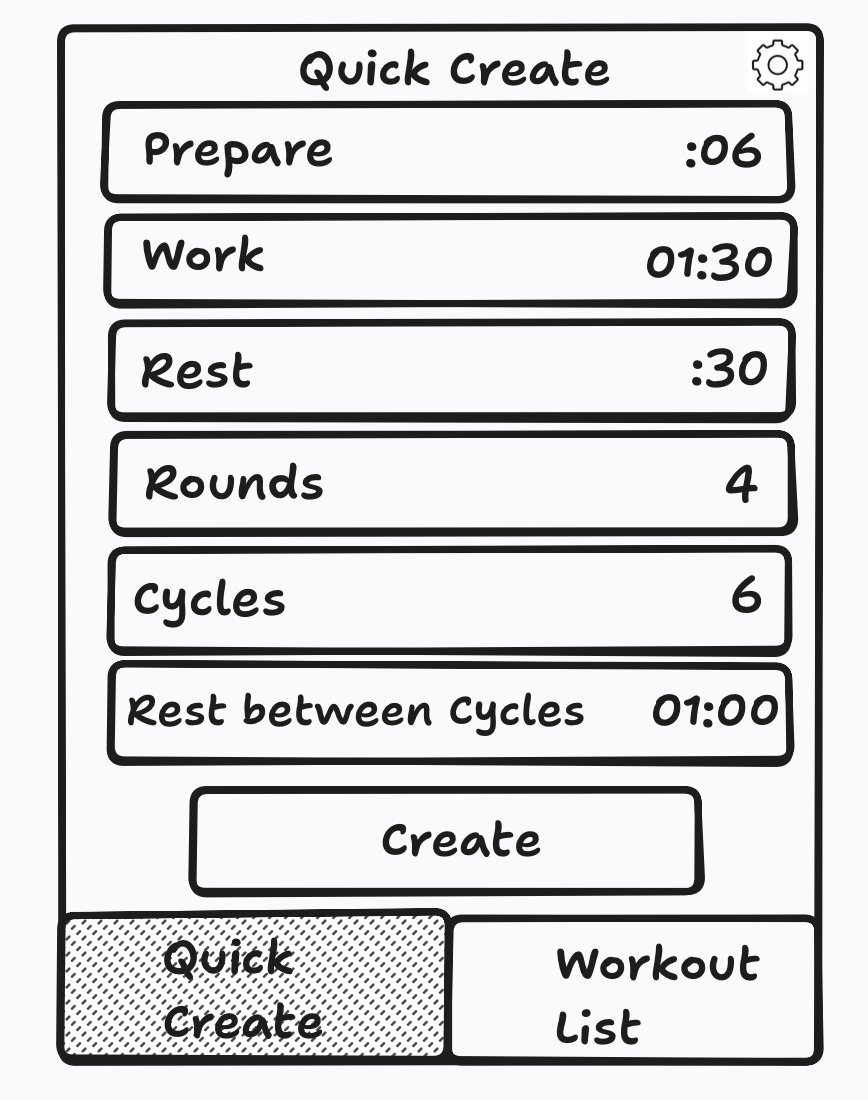 Quick Create
Prepare :06
Work 01:30
Rest :30
Rounds 4
Cycles 6
Rest between Cycles 01:00
Create
Quick
Create
Workout
List